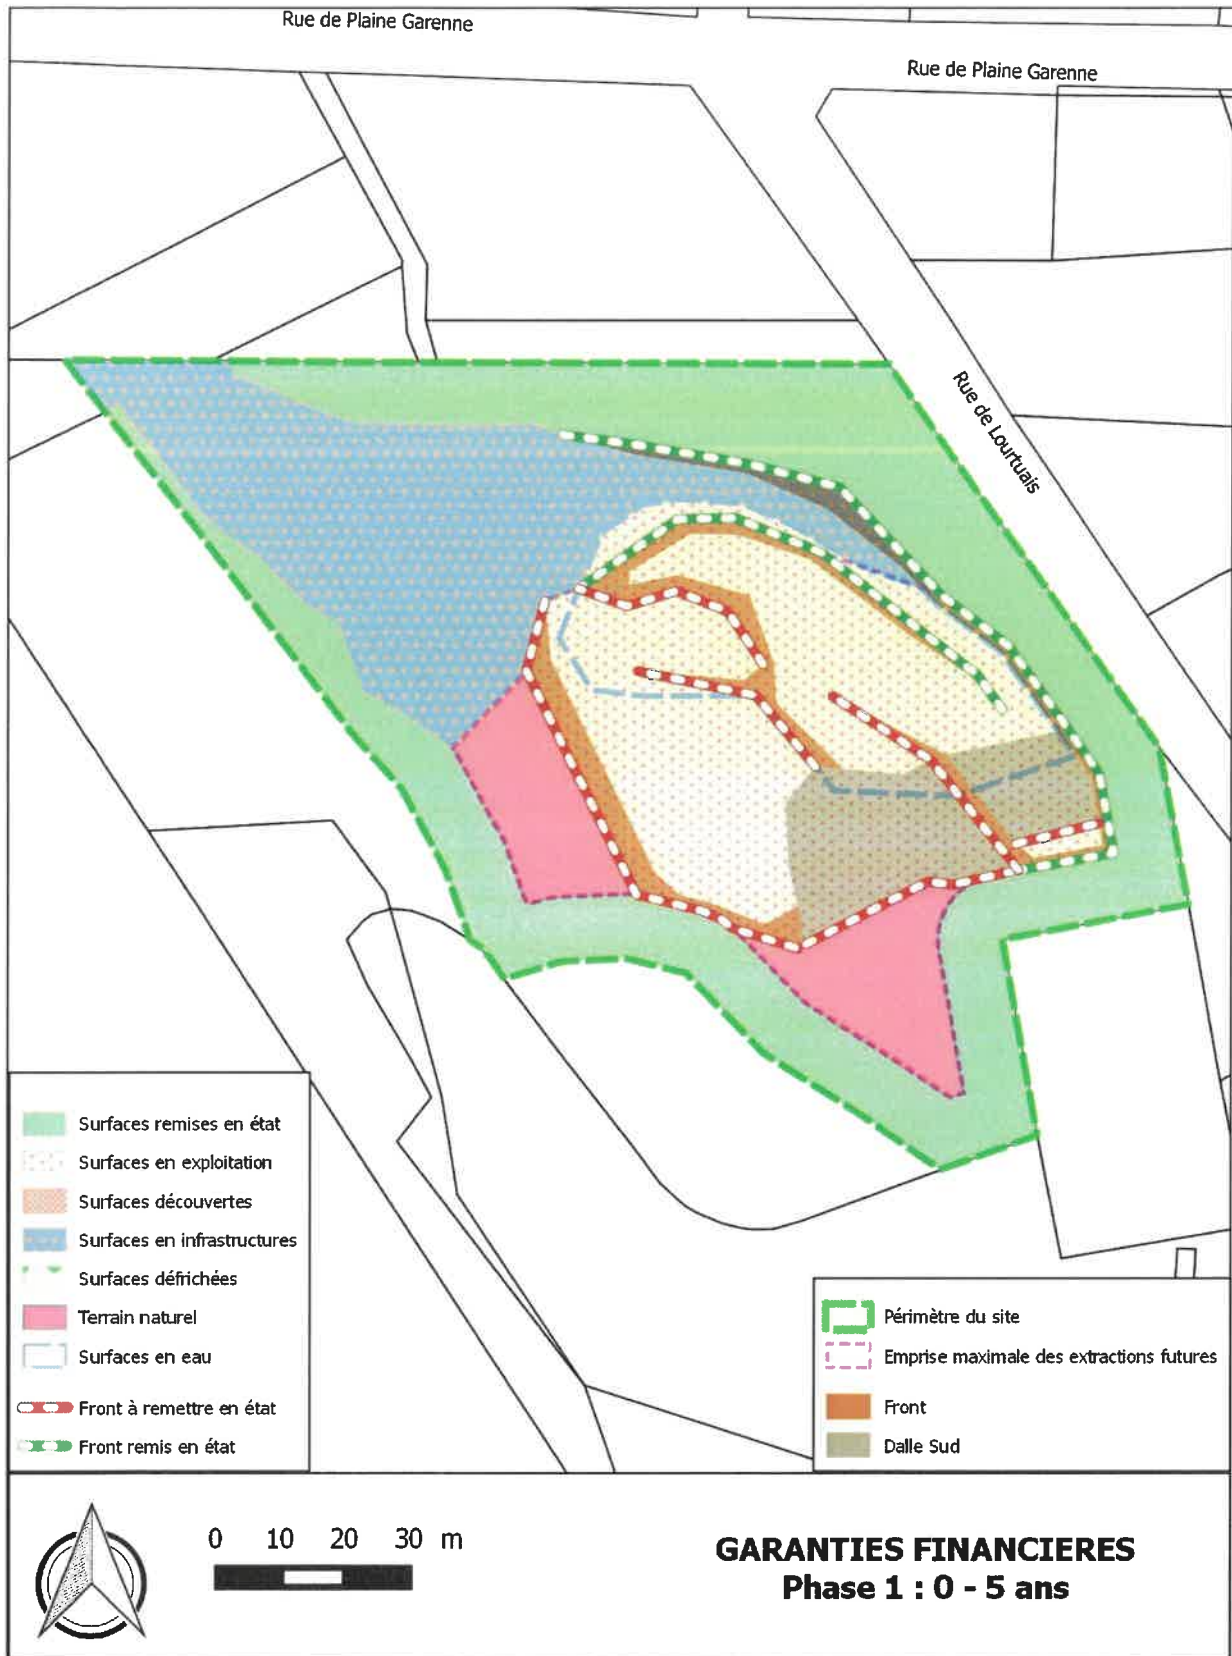 Rue de Plaine Garenne
Rue de Plaine Garenne
Rue de Lourtuais
Surfaces remises en état
Surfaces en exploitation
Surfaces découvertes
Surfaces en infrastructures
Surfaces défrichées
Terrain naturel
Surfaces en eau
Front à remettre en état
Front remis en état
Périmètre du site
Emprise maximale des extractions futures
Front
Dalle Sud
0 10 20 30 m
GARANTIES FINANCIERES
Phase 1 : 0 - 5 ans